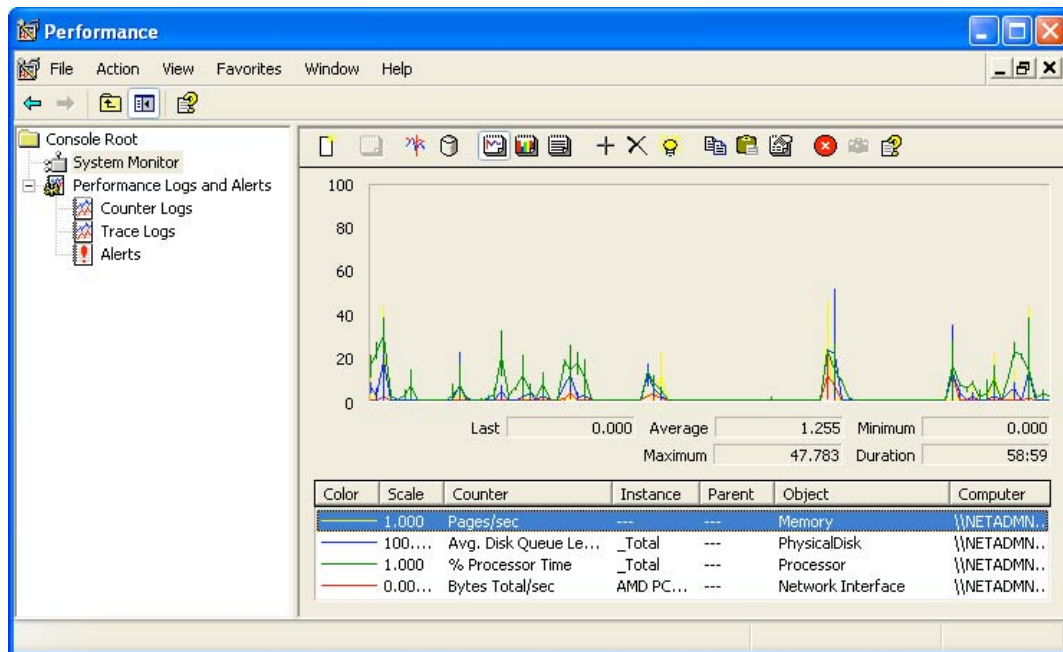 Performance
File Action View Favorites Window Help
Console Root
System Monitor
Performance Logs and Alerts
Counter Logs
Trace Logs
Alerts
100
80
60
40
20
0
Last 0.000 Average 1.255 Minimum 0.000
Maximum 47.783 Duration 58:59
Color Scale Counter Instance Parent Object Computer
1.000 Pages/sec --- --- Memory \\NETADMN...
100.... Avg. Disk Queue Le... _Total --- PhysicalDisk \\NETADMN...
1.000 % Processor Time _Total --- Processor \\NETADMN...
0.00... Bytes Total/sec AMD PC... --- Network Interface \\NETADMN...